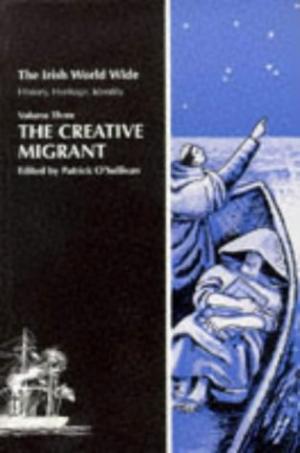 The Irish World Wide
History, Heritage, Identity
Volume Three
THE CREATIVE
MIGRANT
Edited by Patrick O'Sullivan